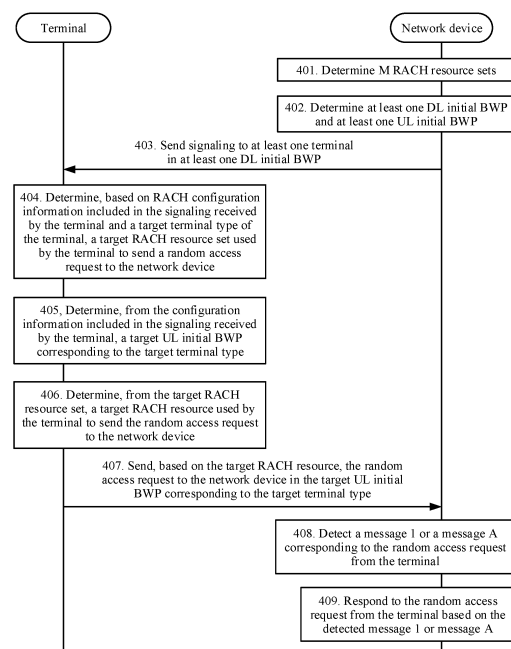 Terminal
Network device
401. Determine M RACH resource sets
402. Determine at least one DL initial BWP
and at least one UL initial BWP
403. Send signaling to at least one terminal
in at least one DL initial BWP
404. Determine, based on RACH configuration
information included in the signaling received
by the terminal and a target terminal type of
the terminal, a target RACH resource set used
by the terminal to send a random access
request to the network device
405, Determine, from the configuration
information included in the signaling received
by the terminal, a target UL initial BWP
corresponding to the target terminal type
406. Determine, from the target RACH
resource set, a target RACH resource used by
the terminal to send the random access request
to the network device
407. Send, based on the target RACH resource, the random
access request to the network device in the target UL initial
BWP corresponding to the target terminal type
408. Detect a message 1 or a message A
corresponding to the random access request
from the terminal
409. Respond to the random access
request from the terminal based on the
detected message 1 or message A